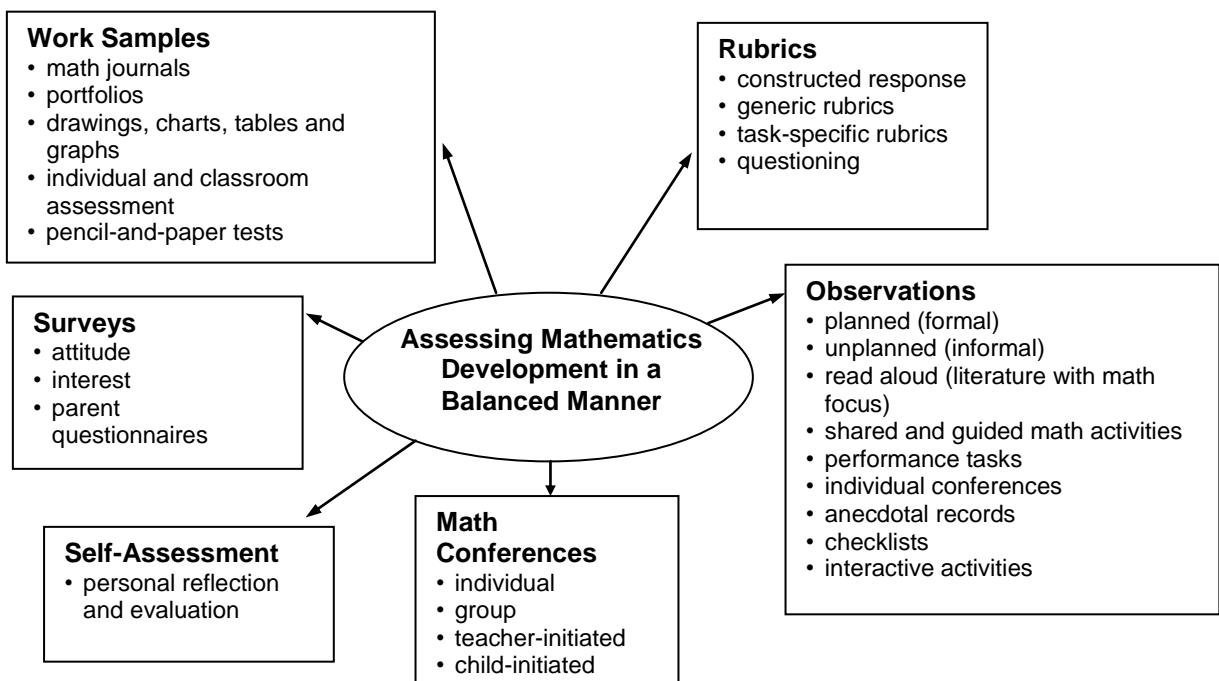 Work Samples
• math journals
• portfolios
• drawings, charts, tables and
graphs
• individual and classroom
assessment
• pencil-and-paper tests
Rubrics
• constructed response
• generic rubrics
• task-specific rubrics
• questioning
Surveys
• attitude
• interest
• parent
questionnaires
Assessing Mathematics
Development in a
Balanced Manner
Observations
• planned (formal)
• unplanned (informal)
• read aloud (literature with math
focus)
• shared and guided math activities
• performance tasks
• individual conferences
• anecdotal records
• checklists
• interactive activities
Self-Assessment
• personal reflection
and evaluation
Math
Conferences
• individual
• group
• teacher-initiated
• child-initiated